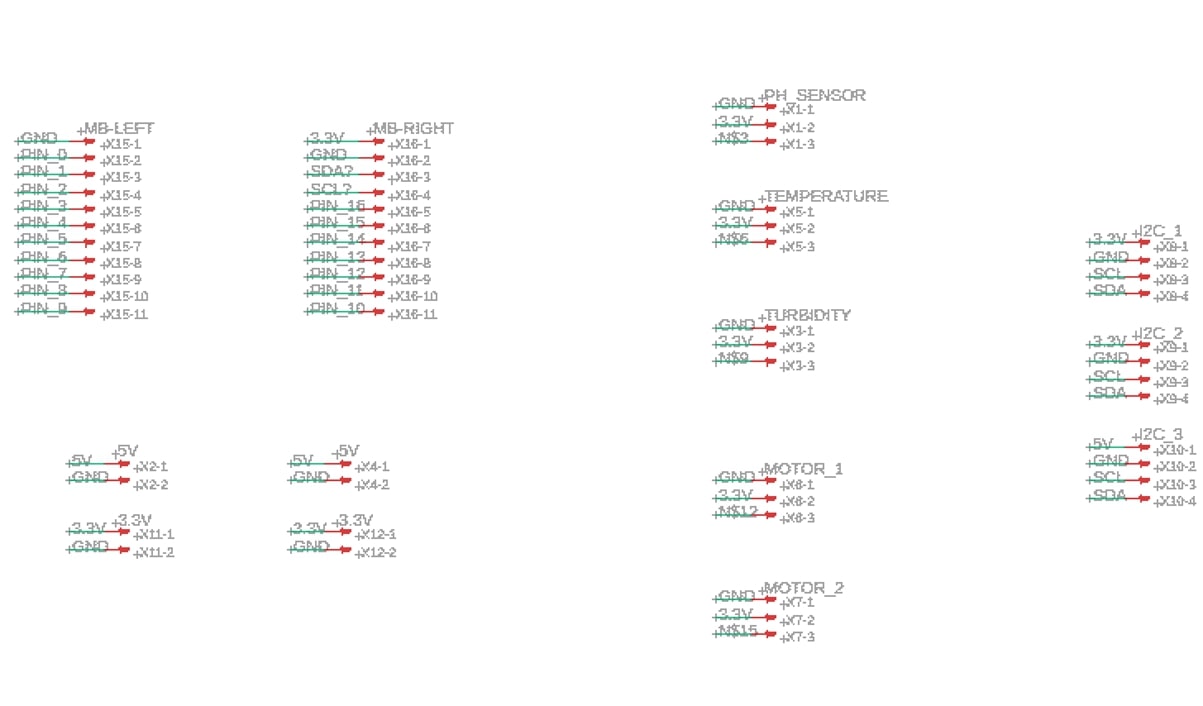 MB-LEFT
GND X15-1
PIN_0 X15-2
PIN_1 X15-3
PIN_2 X15-4
PIN_3 X15-5
PIN_4 X15-6
PIN_5 X15-7
PIN_6 X15-8
PIN_7 X15-9
PIN_8 X15-10
PIN_9 X15-11
MB-RIGHT
3.3V X16-1
GND X16-2
SDA? X16-3
SCL? X16-4
PIN_16 X16-5
PIN_15 X16-6
PIN_14 X16-7
PIN_13 X16-8
PIN_12 X16-9
PIN_11 X16-10
PIN_10 X16-11
5V
5V X2-1
GND X2-2
5V
5V X4-1
GND X4-2
3.3V
3.3V X11-1
GND X11-2
3.3V
3.3V X12-1
GND X12-2
PH_SENSOR
GND X1-1
3.3V X1-2
N$3 X1-3
TEMPERATURE
GND X5-1
3.3V X5-2
N$6 X5-3
TURBIDITY
GND X3-1
3.3V X3-2
N$9 X3-3
MOTOR_1
GND X6-1
3.3V X6-2
N$12 X6-3
MOTOR_2
GND X7-1
3.3V X7-2
N$15 X7-3
I2C_1
3.3V X8-1
GND X8-2
SCL X8-3
SDA X8-4
I2C_2
3.3V X9-1
GND X9-2
SCL X9-3
SDA X9-4
I2C_3
5V X10-1
GND X10-2
SCL X10-3
SDA X10-4